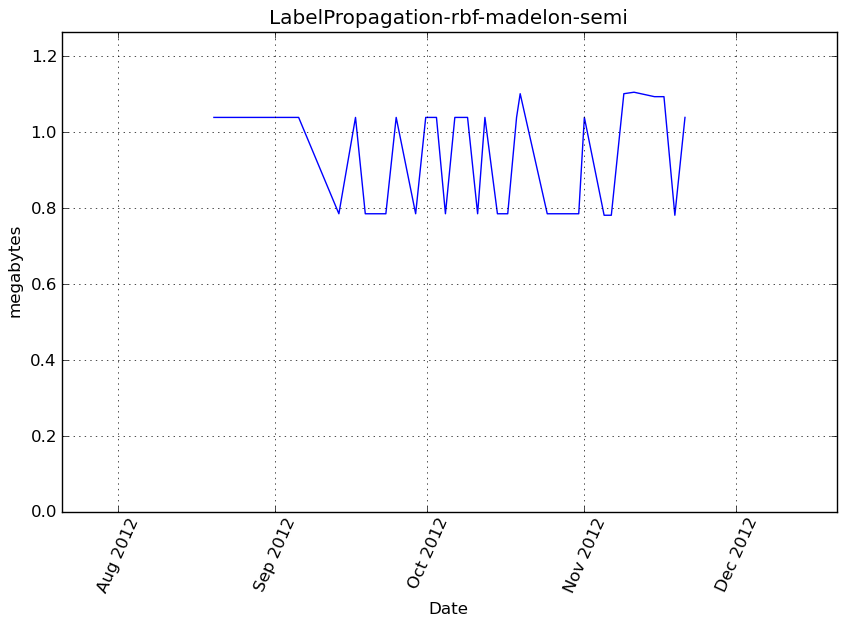 LabelPropagation-rbf-madelon-semi
1.2
1.0
0.8
0.6
0.4
0.2
0.0
megabytes
Aug 2012
Sep 2012
Oct 2012
Nov 2012
Dec 2012
Date